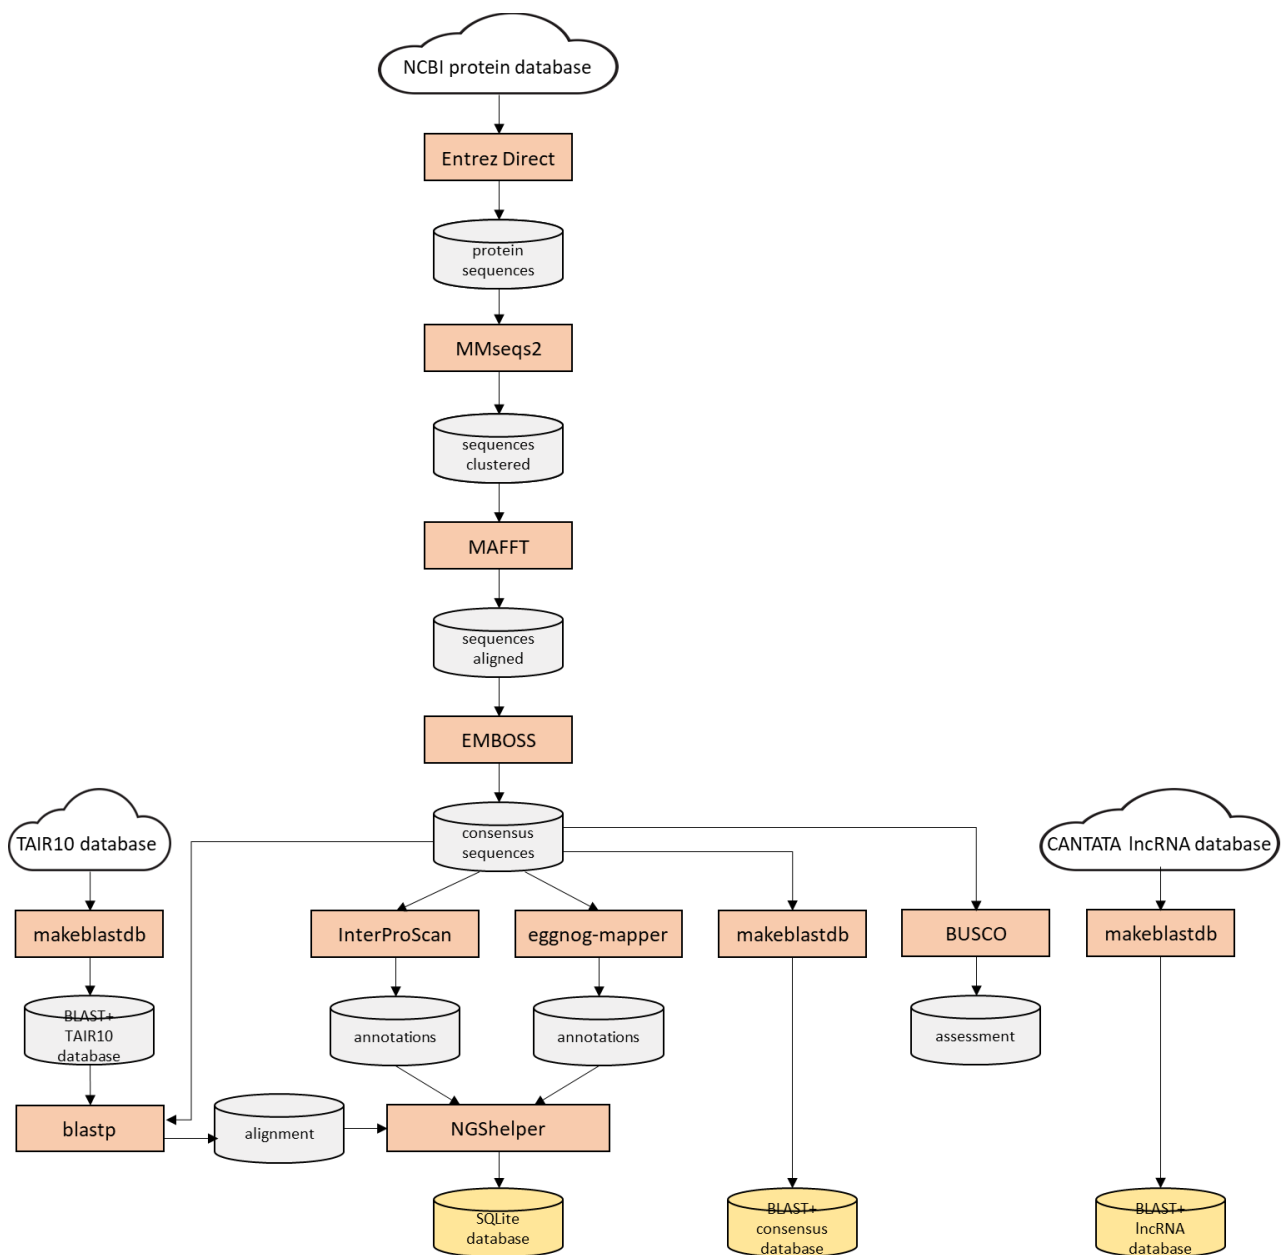 NCBI protein database
Entrez Direct
protein
sequences
MMseqs2
sequences
clustered
MAFFT
sequences
aligned
EMBOSS
consensus
sequences
TAIR10 database
CANTATA lncRNA database
makeblastdb
InterProScan
eggnog-mapper
makeblastdb
BUSCO
makeblastdb
BLAST+
TAIR10
database
annotations
annotations
assessment
blastp
alignment
NGShelper
SQLite
database
BLAST+
consensus
database
BLAST+
lncRNA
database